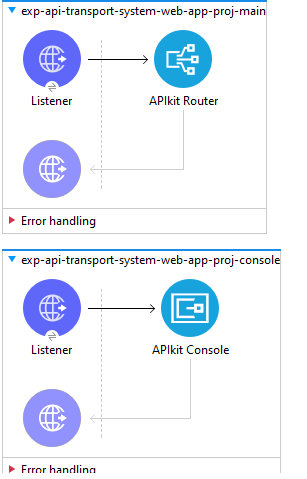 exp-api-transport-system-web-app-proj-main
Listener
APIkit Router
Error handling
exp-api-transport-system-web-app-proj-console
Listener
APIkit Console
Error handling